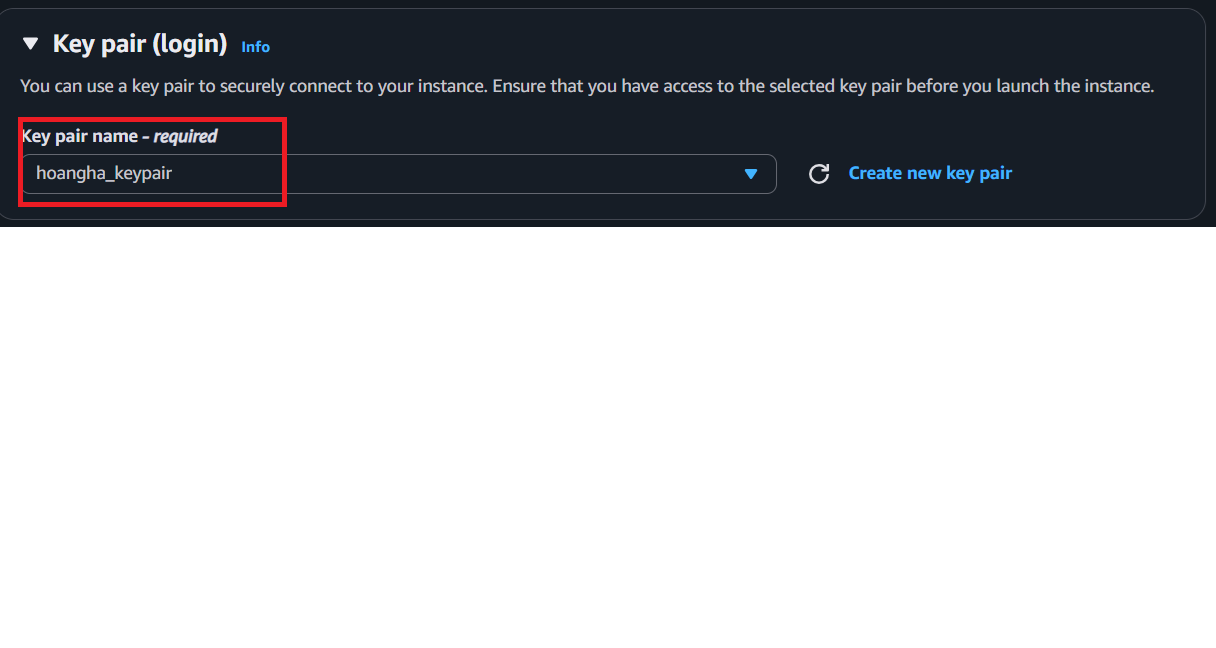 Key pair (login) Info
You can use a key pair to securely connect to your instance. Ensure that you have access to the selected key pair before you launch the instance.
Key pair name - required
hoangha_keypair
Create new key pair